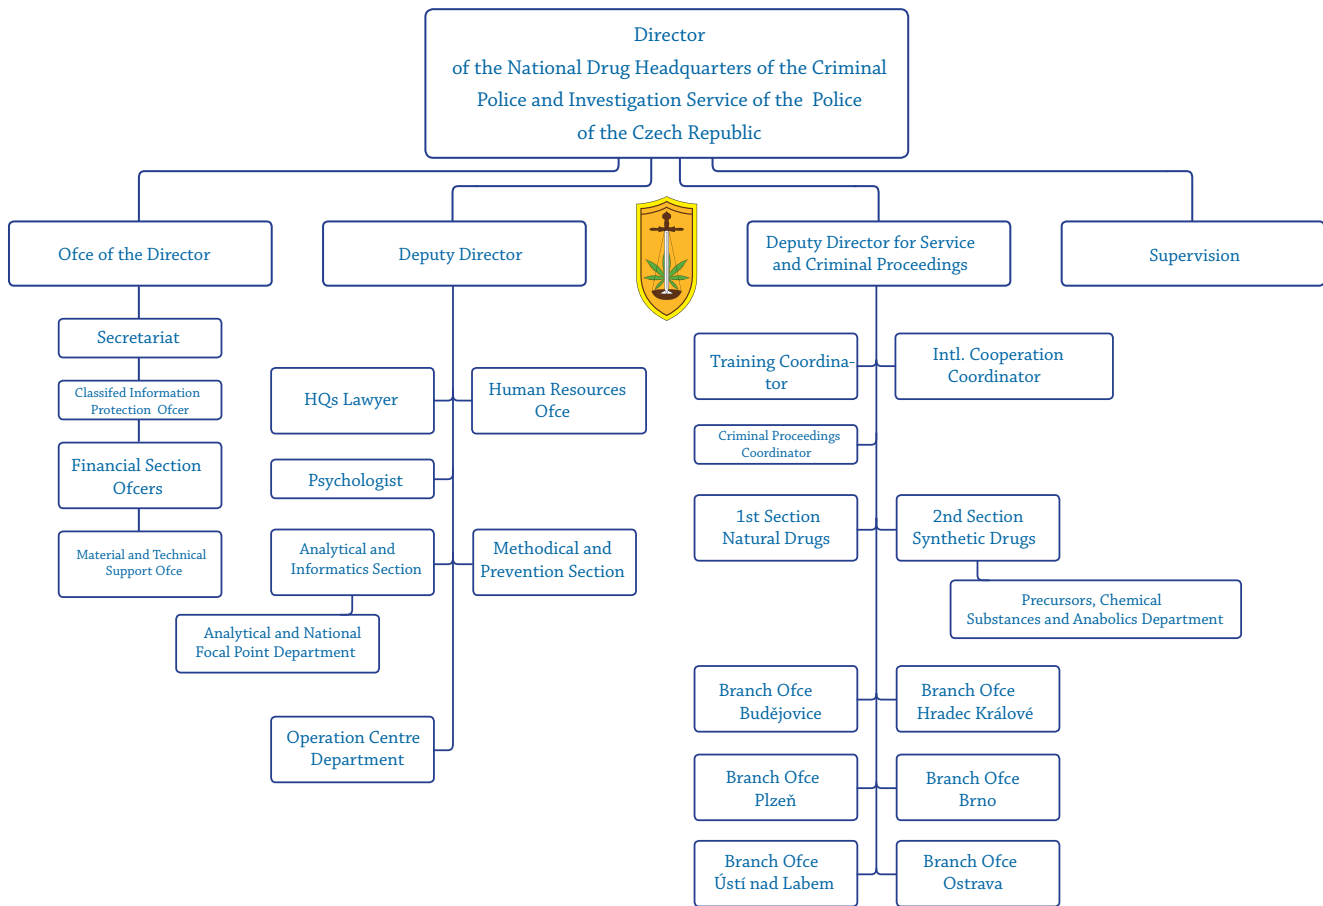 Director
of the National Drug Headquarters of the Criminal
Police and Investigation Service of the Police
of the Czech Republic
Ofce of the Director
Deputy Director
Deputy Director for Service
and Criminal Proceedings
Supervision
Secretariat
Classifed Information
Protection Ofcer
Financial Section
Ofcers
Material and Technical
Support Ofce
HQs Lawyer
Human Resources
Ofce
Psychologist
Analytical and
Informatics Section
Methodical and
Prevention Section
Analytical and National
Focal Point Department
Operation Centre
Department
Training Coordina-
tor
Intl. Cooperation
Coordinator
Criminal Proceedings
Coordinator
1st Section
Natural Drugs
2nd Section
Synthetic Drugs
Precursors, Chemical
Substances and Anabolics Department
Branch Ofce
Budějovice
Branch Ofce
Hradec Králové
Branch Ofce
Plzeň
Branch Ofce
Brno
Branch Ofce
Ústí nad Labem
Branch Ofce
Ostrava